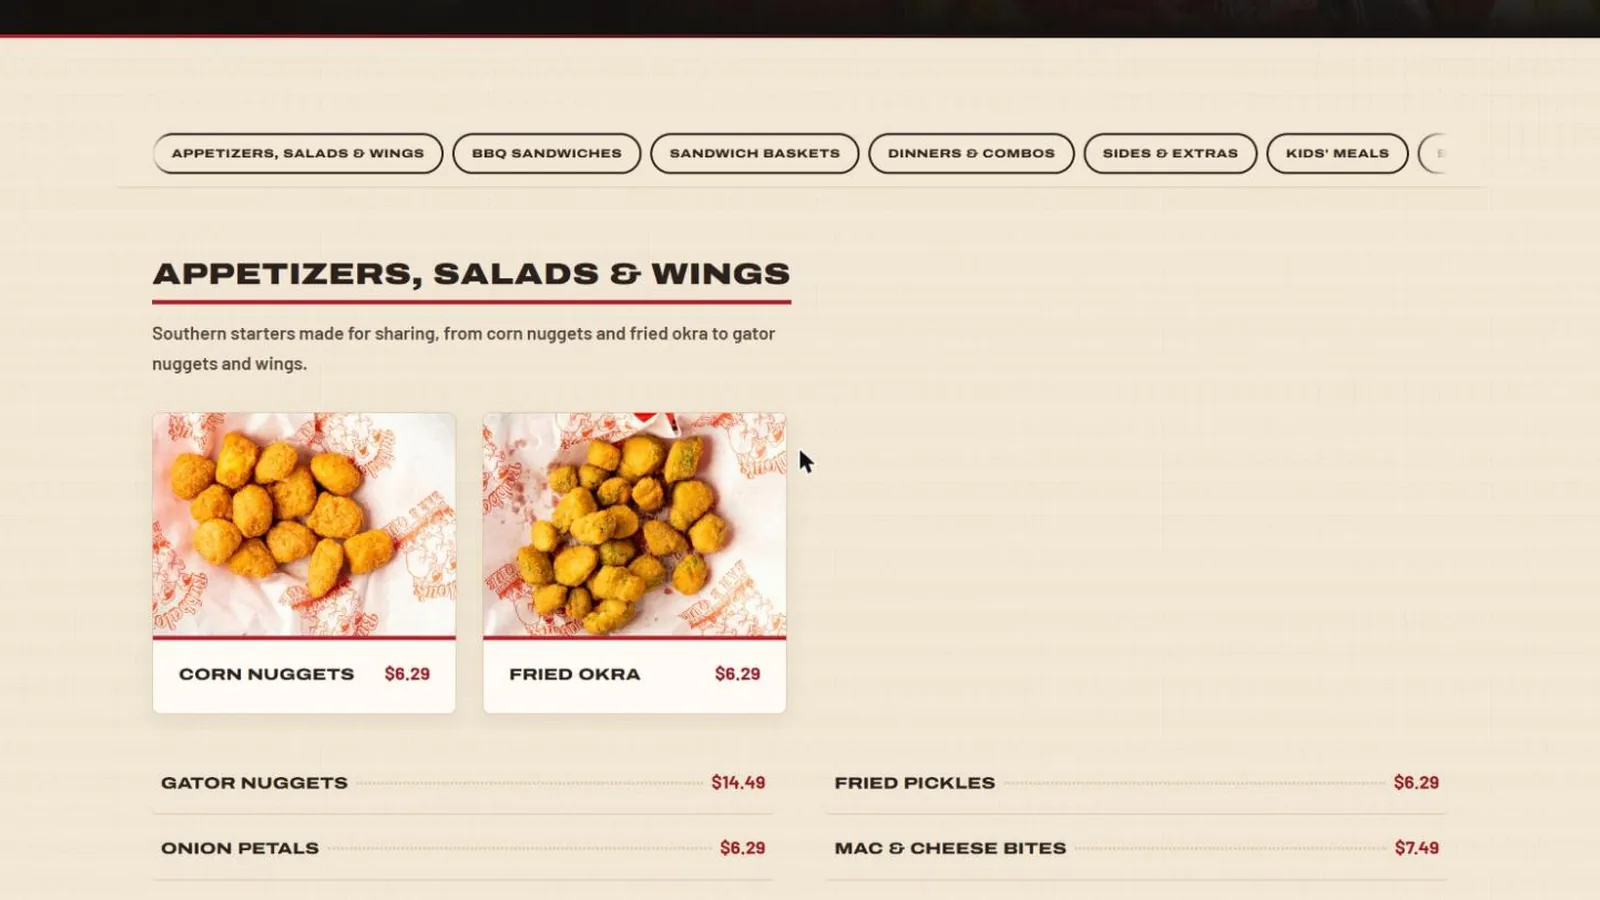 APPETIZERS, SALADS & WINGS
BBQ SANDWICHES
SANDWICH BASKETS
DINNERS & COMBOS
SIDES & EXTRAS
KIDS' MEALS
APPETIZERS, SALADS & WINGS
Southern starters made for sharing, from corn nuggets and fried okra to gator
nuggets and wings.
CORN NUGGETS $6.29
FRIED OKRA $6.29
GATOR NUGGETS $14.49
FRIED PICKLES $6.29
ONION PETALS $6.29
MAC & CHEESE BITES $7.49